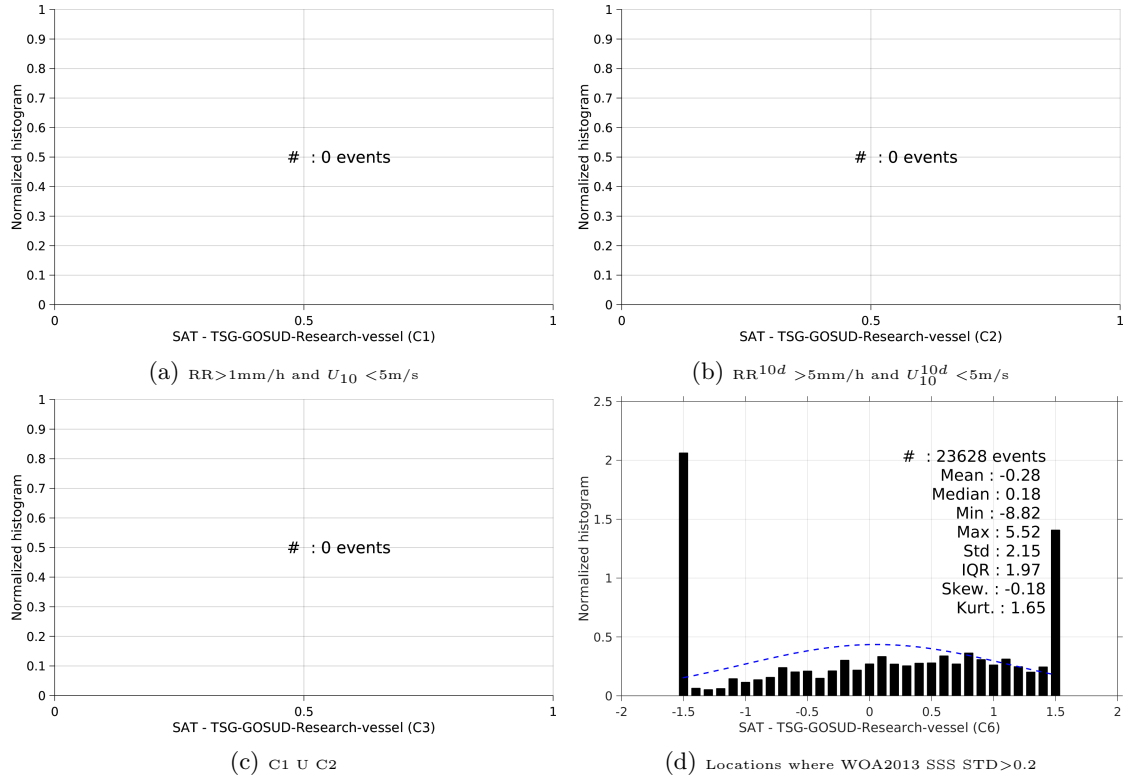 1
0.9
0.8
0.7
0.6
0.5
0.4
0.3
0.2
0.1
0
Normalized histogram
# : 0 events
0 0.5 1
SAT - TSG-GOSUD-Research-vessel (C1)
(a) RR>1mm/h and U10 <5m/s
1
0.9
0.8
0.7
0.6
0.5
0.4
0.3
0.2
0.1
0
Normalized histogram
# : 0 events
0 0.5 1
SAT - TSG-GOSUD-Research-vessel (C2)
(b) RR10d >5mm/h and U10d10 <5m/s
1
0.9
0.8
0.7
0.6
0.5
0.4
0.3
0.2
0.1
0
Normalized histogram
# : 0 events
0 0.5 1
SAT - TSG-GOSUD-Research-vessel (C3)
(c) C1 U C2
2.5
2
1.5
1
0.5
0
Normalized histogram
# : 23628 events
Mean : -0.28
Median : 0.18
Min : -8.82
Max : 5.52
Std : 2.15
IQR : 1.97
Skew. : -0.18
Kurt. : 1.65
-2 -1.5 -1 -0.5 0 0.5 1 1.5 2
SAT - TSG-GOSUD-Research-vessel (C6)
(d) Locations where WOA2013 SSS STD>0.2